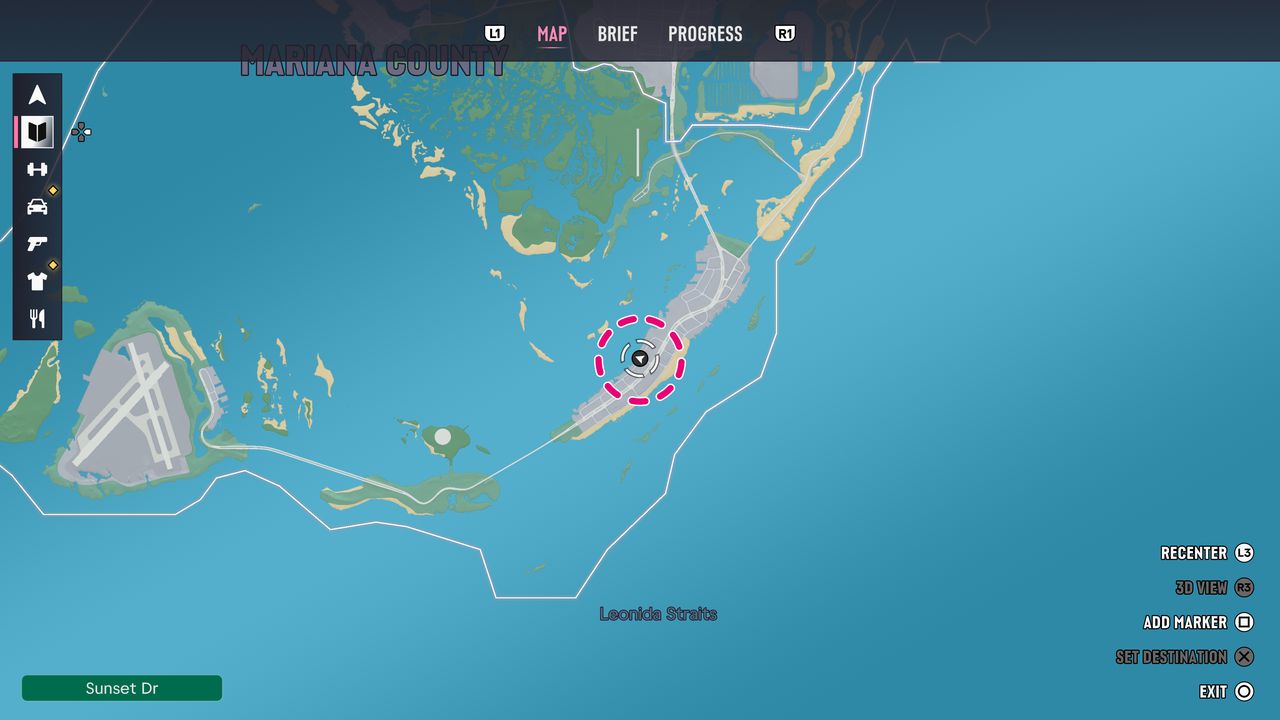 L1 MAP BRIEF PROGRESS R1
MARIANA COUNTY
RECENTER L3
3D VIEW R3
ADD MARKER
SET DESTINATION
Leonida Straits
Sunset Dr
EXIT